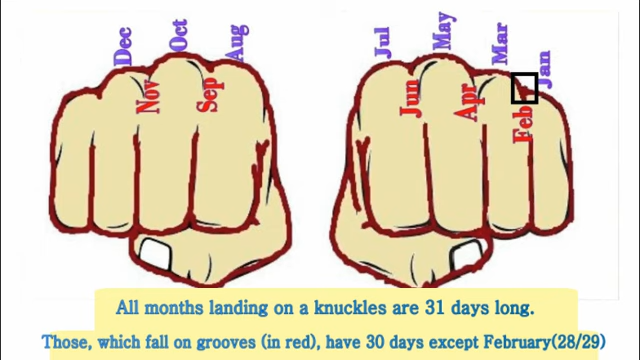 Dec
Oct
Aug
Jul
May
Mar
Jan
Nov
Sep
Jun
Apr
Feb
All months landing on a knuckles are 31 days long.
Those, which fall on grooves (in red), have 30 days except February(28/29)